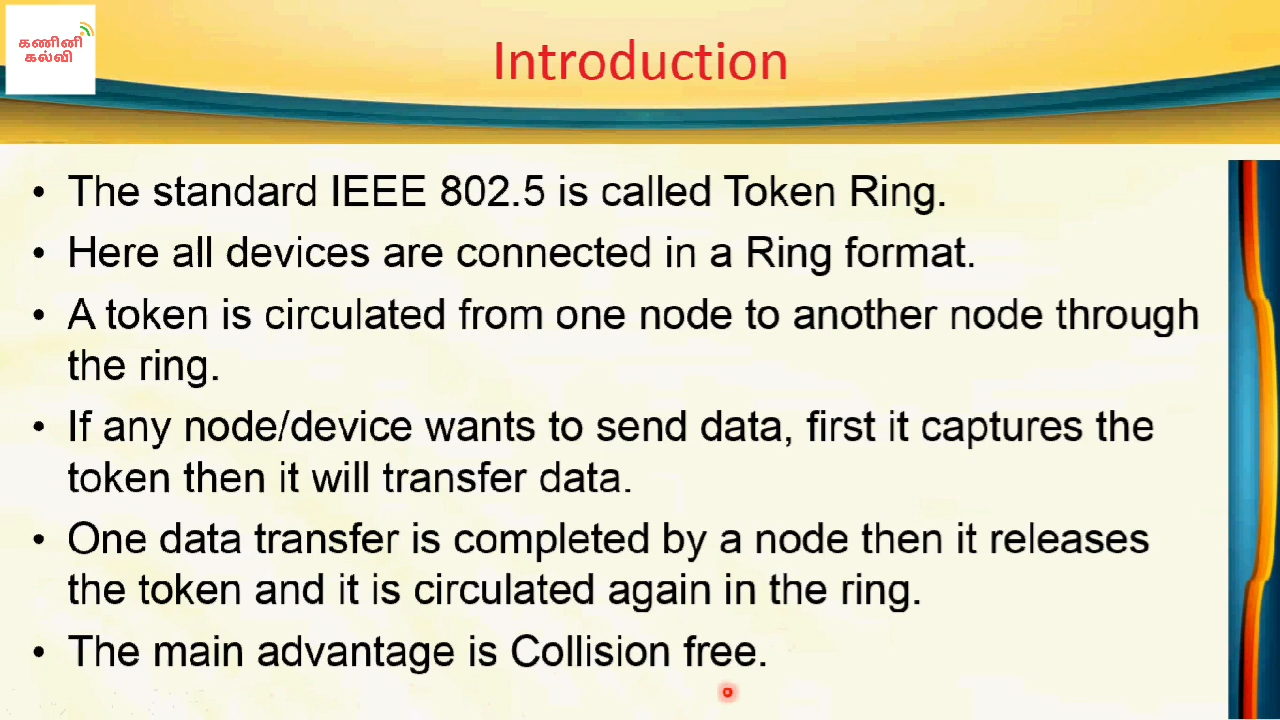 கணினி
கல்வி
Introduction
• The standard IEEE 802.5 is called Token Ring.
• Here all devices are connected in a Ring format.
• A token is circulated from one node to another node through
the ring.
• If any node/device wants to send data, first it captures the
token then it will transfer data.
• One data transfer is completed by a node then it releases
the token and it is circulated again in the ring.
• The main advantage is Collision free.